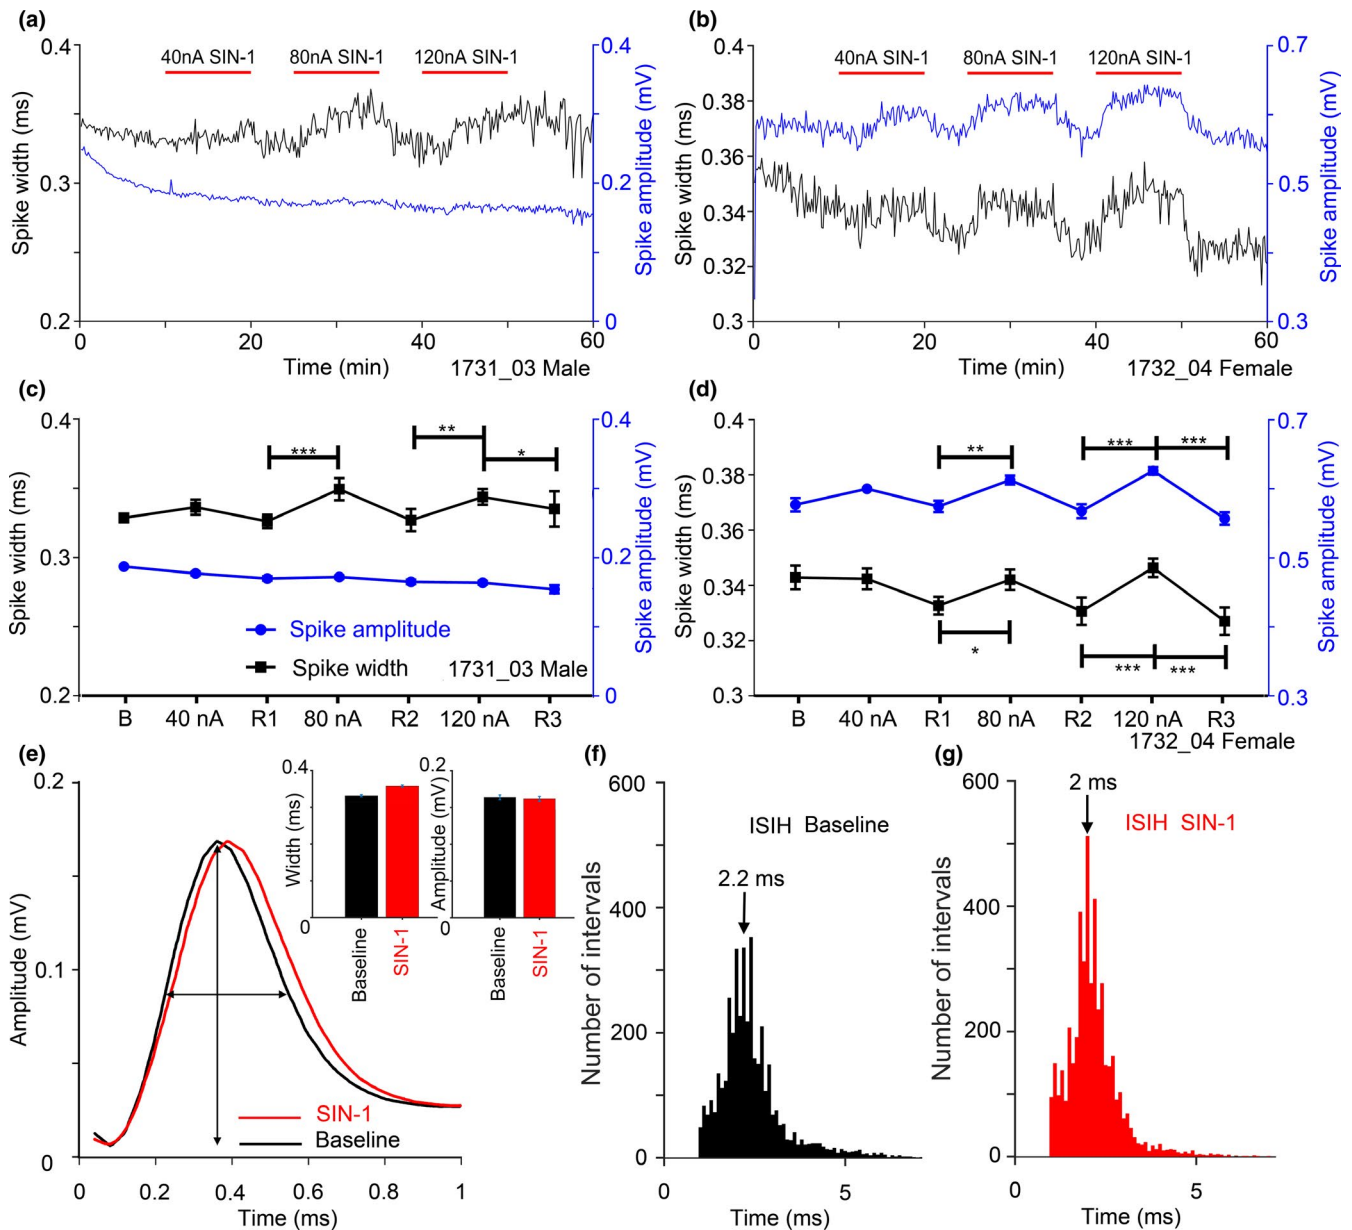 (a)
40nA SIN-1 80nA SIN-1 120nA SIN-1
0.4
0.3
0.2
Spike width (ms)
0.4
0.2
0
Spike amplitude (mV)
0 20 40 60
Time (min)
1731_03 Male
(b)
40nA SIN-1 80nA SIN-1 120nA SIN-1
0.4
0.38
0.36
0.34
0.32
0.3
Spike width (ms)
0.7
0.5
0.3
Spike amplitude (mV)
0 20 40 60
Time (min)
1732_04 Female
(c)
0.4
0.3
0.2
Spike width (ms)
0.4
0.2
0
Spike amplitude (mV)
***
**
*
Spike amplitude
Spike width
1731_03 Male
B 40 nA R1 80 nA R2 120 nA R3
(d)
0.4
0.38
0.36
0.34
0.32
0.3
Spike width (ms)
0.7
0.5
0.3
Spike amplitude (mV)
** *** ***
* *** ***
B 40 nA R1 80 nA R2 120 nA R3
1732_04 Female
(e)
0.2
0.1
0
Amplitude (mV)
0.4
0
Width (ms)
Baseline
SIN-1
0.2
0
Amplitude (mV)
Baseline
SIN-1
SIN-1
Baseline
0 0.2 0.4 0.6 0.8 1
Time (ms)
(f)
600
400
200
0
Number of intervals
ISIH Baseline
2.2 ms
0 5
Time (ms)
(g)
600
400
200
0
Number of intervals
2 ms
ISIH SIN-1
0 5
Time (ms)